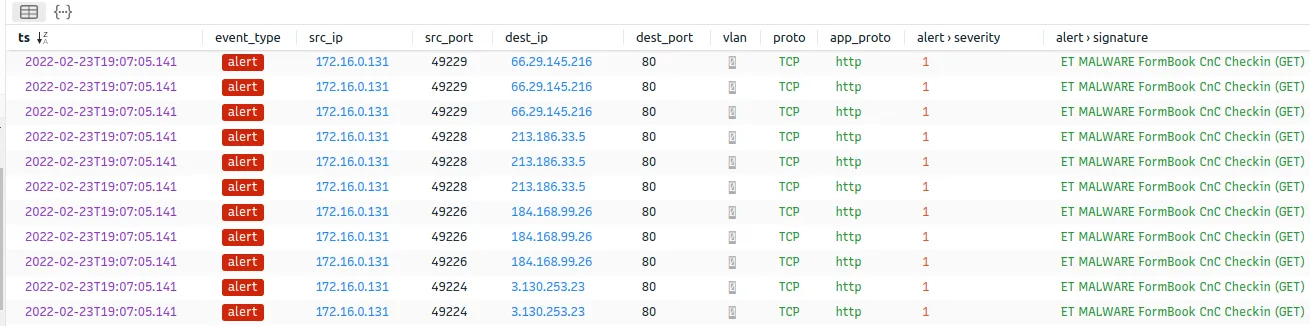 ts event_type src_ip src_port dest_ip dest_port vlan proto app_proto alert › severity alert › signature
2022-02-23T19:07:05.141 alert 172.16.0.131 49229 66.29.145.216 80 0 TCP http 1 ET MALWARE FormBook CnC Checkin (GET)
2022-02-23T19:07:05.141 alert 172.16.0.131 49229 66.29.145.216 80 0 TCP http 1 ET MALWARE FormBook CnC Checkin (GET)
2022-02-23T19:07:05.141 alert 172.16.0.131 49229 66.29.145.216 80 0 TCP http 1 ET MALWARE FormBook CnC Checkin (GET)
2022-02-23T19:07:05.141 alert 172.16.0.131 49228 213.186.33.5 80 0 TCP http 1 ET MALWARE FormBook CnC Checkin (GET)
2022-02-23T19:07:05.141 alert 172.16.0.131 49228 213.186.33.5 80 0 TCP http 1 ET MALWARE FormBook CnC Checkin (GET)
2022-02-23T19:07:05.141 alert 172.16.0.131 49228 213.186.33.5 80 0 TCP http 1 ET MALWARE FormBook CnC Checkin (GET)
2022-02-23T19:07:05.141 alert 172.16.0.131 49226 184.168.99.26 80 0 TCP http 1 ET MALWARE FormBook CnC Checkin (GET)
2022-02-23T19:07:05.141 alert 172.16.0.131 49226 184.168.99.26 80 0 TCP http 1 ET MALWARE FormBook CnC Checkin (GET)
2022-02-23T19:07:05.141 alert 172.16.0.131 49226 184.168.99.26 80 0 TCP http 1 ET MALWARE FormBook CnC Checkin (GET)
2022-02-23T19:07:05.141 alert 172.16.0.131 49224 3.130.253.23 80 0 TCP http 1 ET MALWARE FormBook CnC Checkin (GET)
2022-02-23T19:07:05.141 alert 172.16.0.131 49224 3.130.253.23 80 0 TCP http 1 ET MALWARE FormBook CnC Checkin (GET)